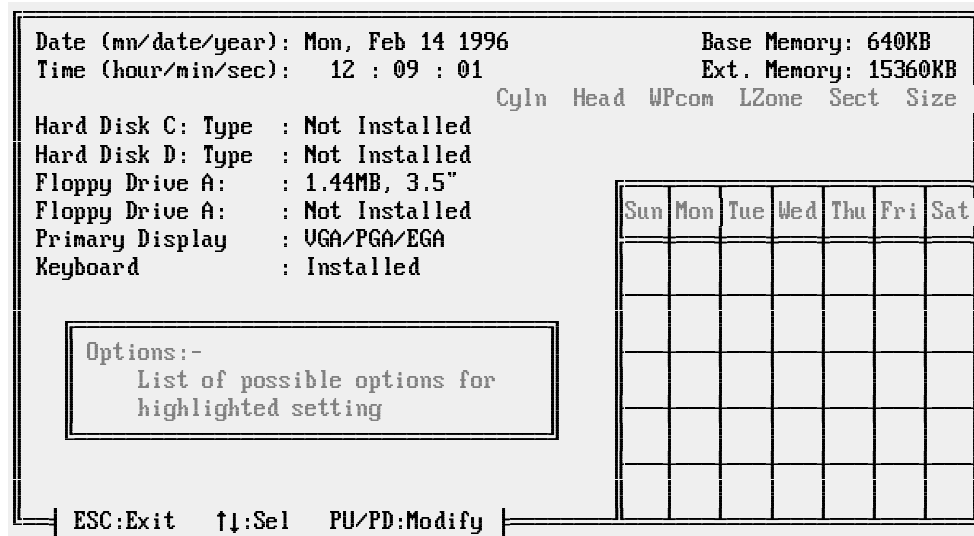 Date (mn/date/year): Mon, Feb 14 1996 Base Memory: 640KB
Time (hour/min/sec): 12 : 09 : 01 Ext. Memory: 15360KB
Cyln Head WPcom LZone Sect Size
Hard Disk C: Type : Not Installed
Hard Disk D: Type : Not Installed
Floppy Drive A: : 1.44MB, 3.5"
Floppy Drive A: : Not Installed
Primary Display : VGA/PGA/EGA
Keyboard : Installed
Sun Mon Tue Wed Thu Fri Sat
Options:-
List of possible options for
highlighted setting
ESC:Exit ↑↓:Sel PU/PD:Modify